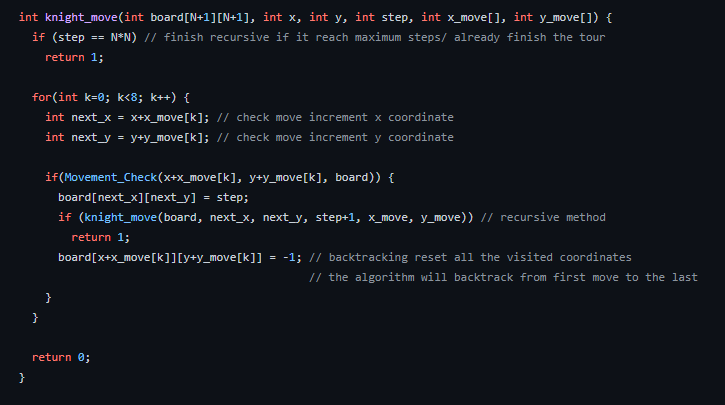 int knight_move(int board[N+1][N+1], int x, int y, int step, int x_move[], int y_move[]) {
  if (step == N*N) // finish recursive if it reach maximum steps/ already finish the tour
    return 1;

  for(int k=0; k<8; k++) {
    int next_x = x+x_move[k]; // check move increment x coordinate
    int next_y = y+y_move[k]; // check move increment y coordinate

    if(Movement_Check(x+x_move[k], y+y_move[k], board)) {
      board[next_x][next_y] = step;
      if (knight_move(board, next_x, next_y, step+1, x_move, y_move)) // recursive method
        return 1;
      board[x+x_move[k]][y+y_move[k]] = -1; // backtracking reset all the visited coordinates
                                            // the algorithm will backtrack from first move to the last
    }
  }

  return 0;
}